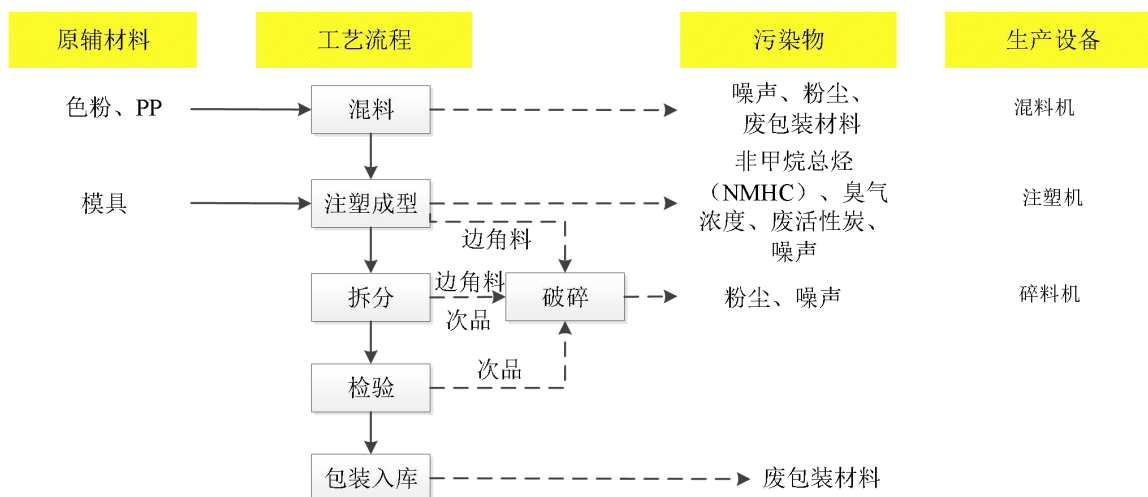 原辅材料
工艺流程
污染物
生产设备
色粉、PP
混料
噪声、粉尘、
废包装材料
混料机
模具
注塑成型
非甲烷总烃
（NMHC）、臭气
浓度、废活性炭、
噪声
注塑机
边角料
拆分
边角料
次品
破碎
粉尘、噪声
碎料机
检验
次品
包装入库
废包装材料